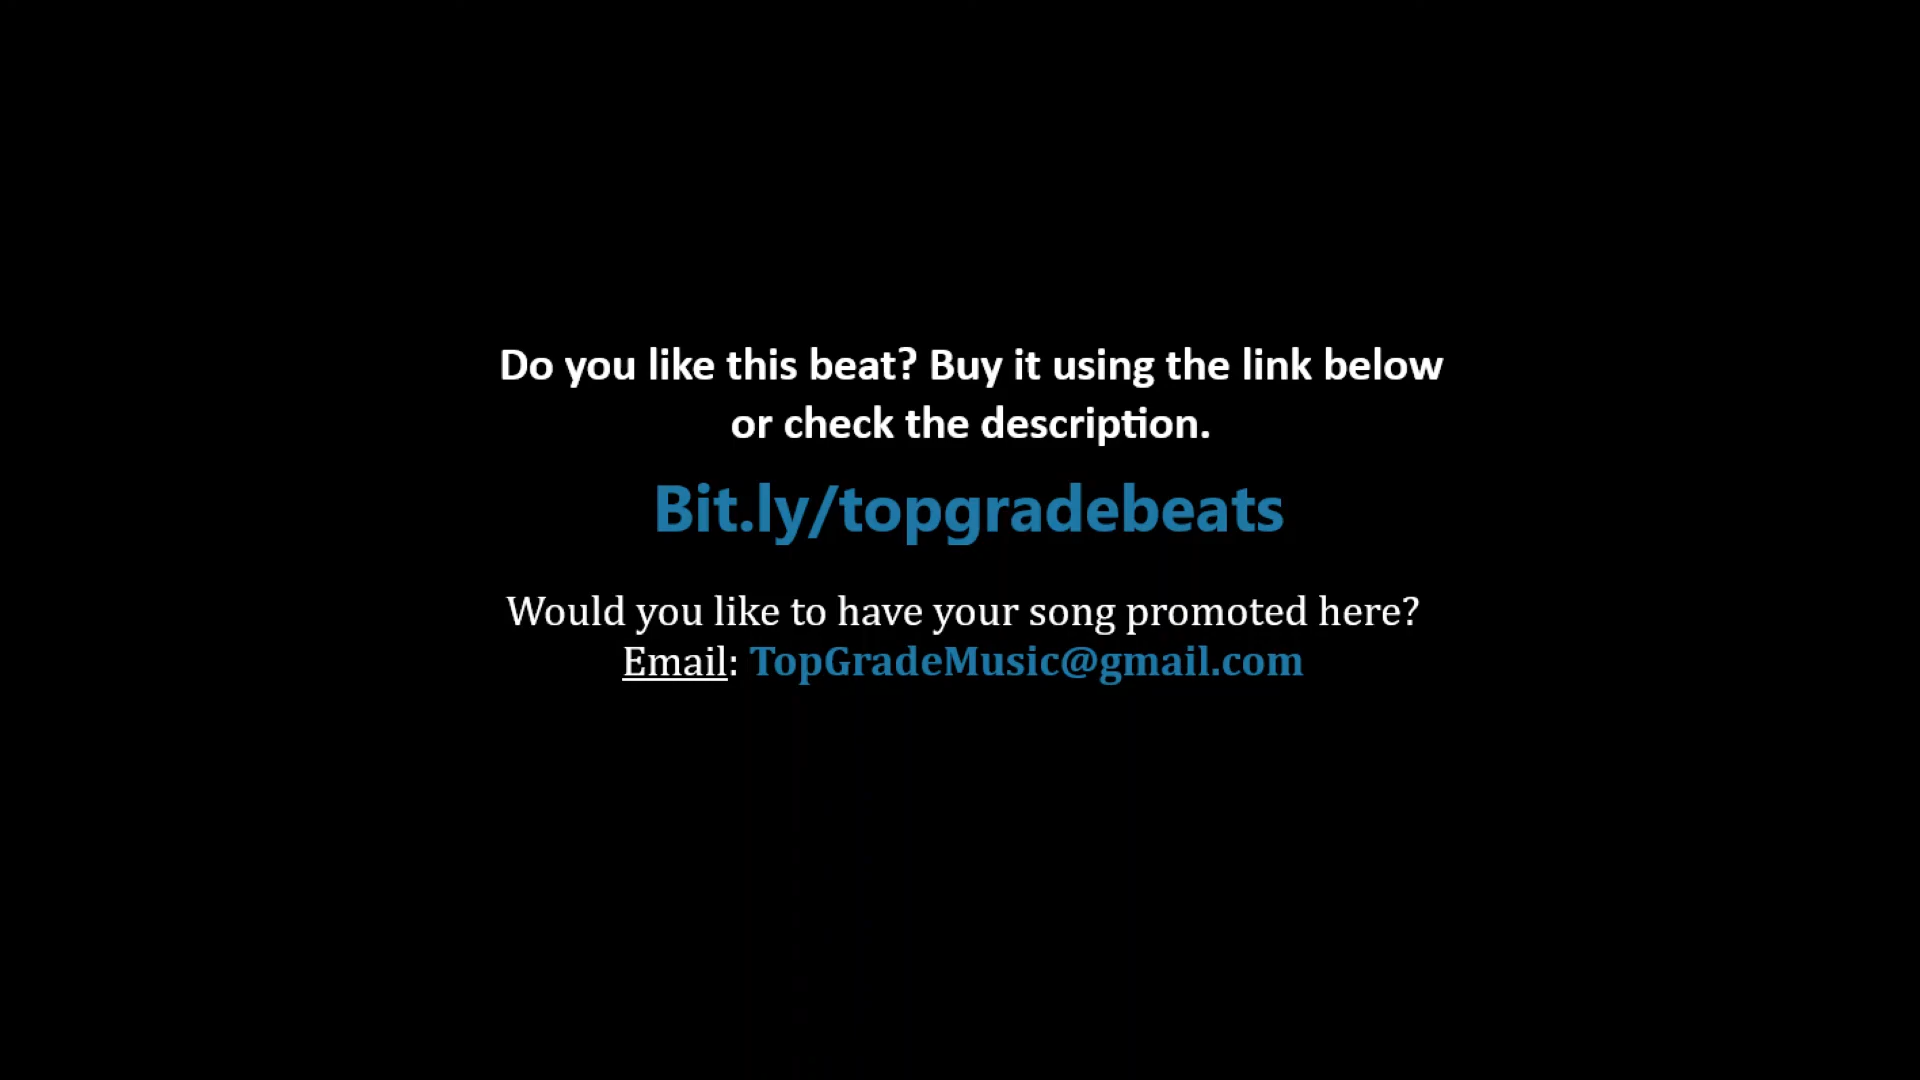 Do you like this beat? Buy it using the link below
or check the description.
Bit.ly/topgradebeats
Would you like to have your song promoted here?
Email: TopGradeMusic@gmail.com